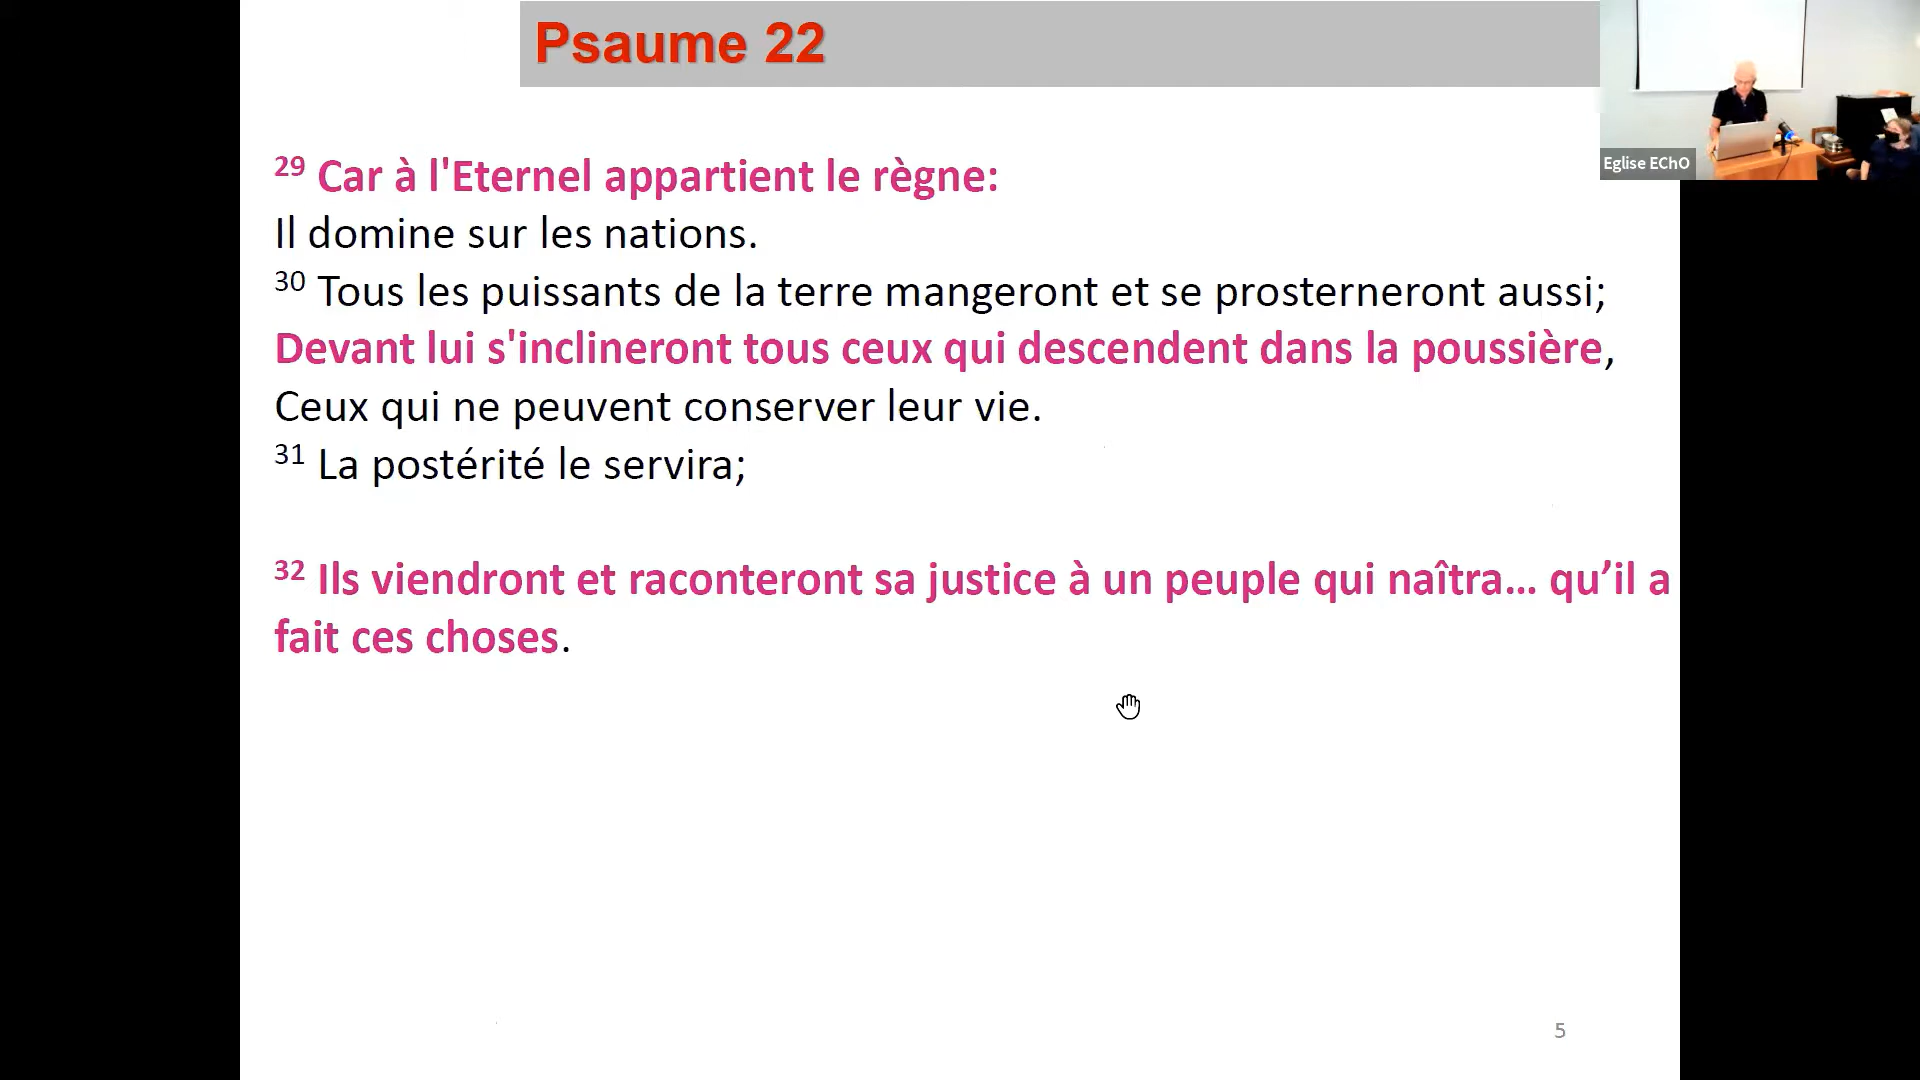 Psaume 22
Eglise EChO
29 Car à l'Eternel appartient le règne:
Il domine sur les nations.
30 Tous les puissants de la terre mangeront et se prosterneront aussi;
Devant lui s'inclineront tous ceux qui descendent dans la poussière,
Ceux qui ne peuvent conserver leur vie.
31 La postérité le servira;
32 Ils viendront et raconteront sa justice à un peuple qui naîtra... qu’il a
fait ces choses.
5